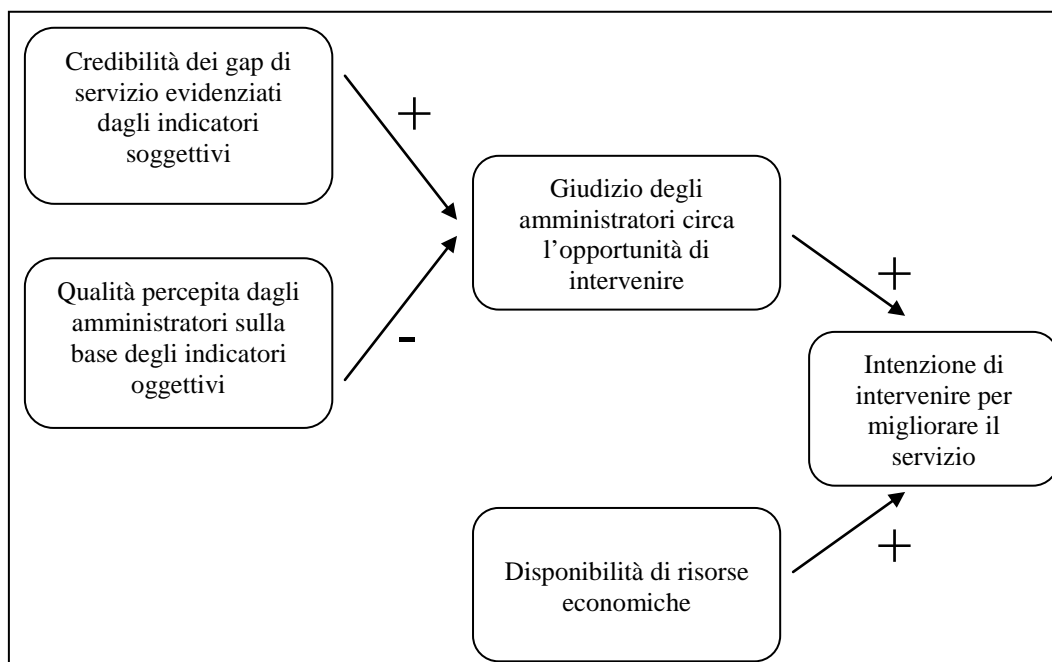 Credibilità dei gap di
servizio evidenziati
dagli indicatori
soggettivi
+
Giudizio degli
amministratori circa
l’opportunità di
intervenire
Qualità percepita dagli
amministratori sulla
base degli indicatori
oggettivi
-
+
Intenzione di
intervenire per
migliorare il
servizio
Disponibilità di risorse
economiche
+